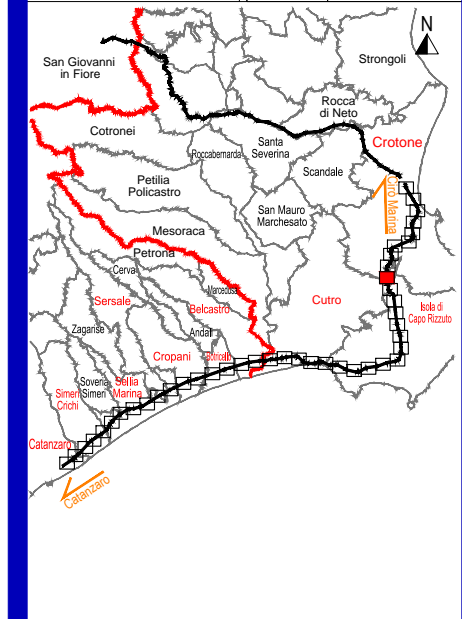 N
Strongoli
San Giovanni
in Fiore
Rocca
di Neto
Cotronei
Crotone
Santa
Severina
Roccabernarda
Scandale
Petilia
Policastro
Ciro Marina
San Mauro
Marchesato
Mesoraca
Petrona
Cerva
Marcedusa
Sersale
Belcastro
Cutro
Isola di
Capo Rizzuto
Zagarise
Andali
Cropani
Botricello
Soveria
Simeri
Sellia
Marina
Simeri
Crichi
Catanzaro
Catanzaro